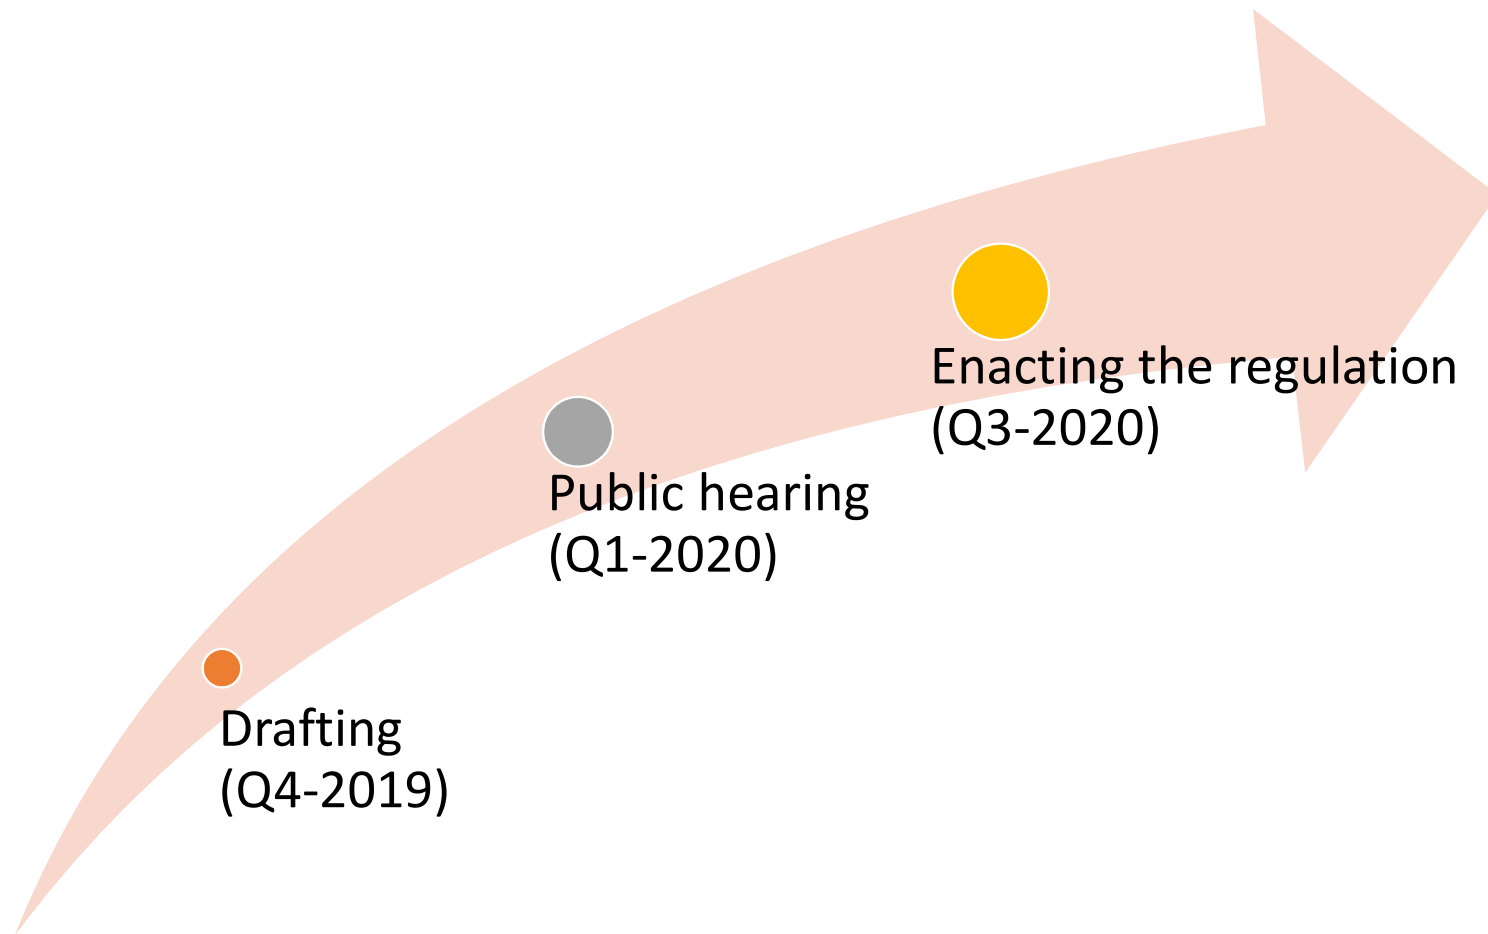 Enacting the regulation
(Q3-2020)
Public hearing
(Q1-2020)
Drafting
(Q4-2019)